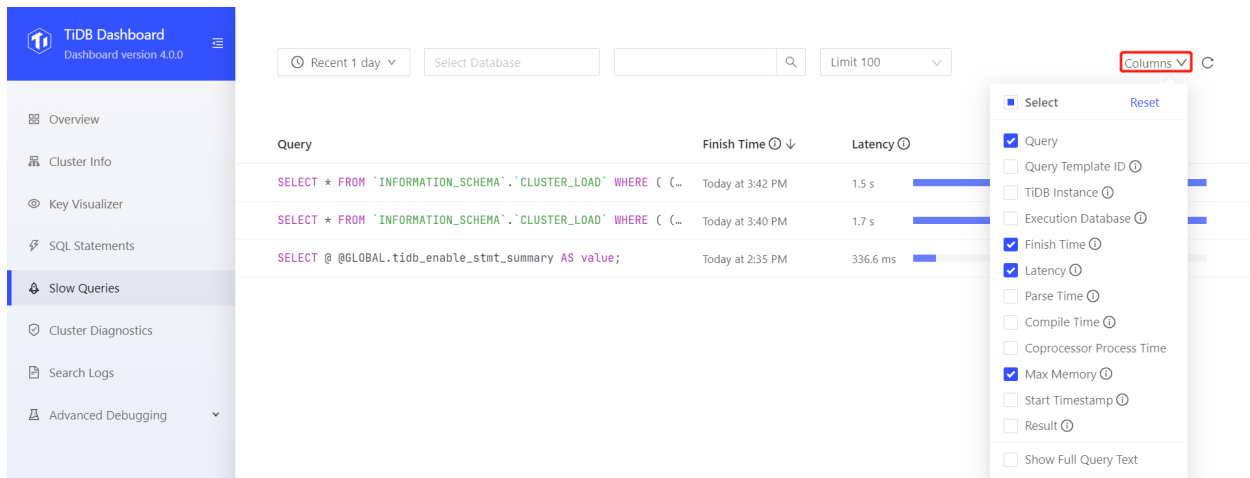 TiDB Dashboard
Dashboard version 4.0.0
Overview
Cluster Info
Key Visualizer
SQL Statements
Slow Queries
Cluster Diagnostics
Search Logs
Advanced Debugging
Recent 1 day
Select Database
Limit 100
Columns
Query
Finish Time
Latency
SELECT * FROM `INFORMATION_SCHEMA`.`CLUSTER_LOAD` WHERE ( (…
Today at 3:42 PM
1.5 s
SELECT * FROM `INFORMATION_SCHEMA`.`CLUSTER_LOAD` WHERE ( (…
Today at 3:40 PM
1.7 s
SELECT @ @GLOBAL.tidb_enable_stmt_summary AS value;
Today at 2:35 PM
336.6 ms
Select
Reset
Query
Query Template ID
TiDB Instance
Execution Database
Finish Time
Latency
Parse Time
Compile Time
Coprocessor Process Time
Max Memory
Start Timestamp
Result
Show Full Query Text